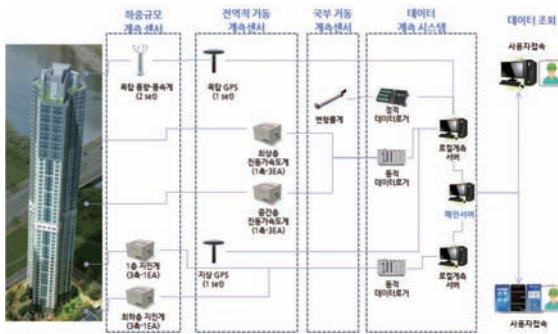 하중규모
계측 센서
전역적 거동
계측센서
국부 거동
계측센서
데이터
계측 시스템
데이터 조회
옥탑 풍향·풍속계
(2 set)
옥탑 GPS
(1 set)
변형률계
정적
데이터로거
사용자접속
최상층
진동가속도계
(1축-3EA)
동적
데이터로거
로컬계측
서버
중간층
진동가속도계
(1축-3EA)
메인서버
1층 지진계
(3축-1EA)
지상 GPS
(1 set)
동적
데이터로거
로컬계측
서버
최하층 지진계
(3축-1EA)
사용자접속